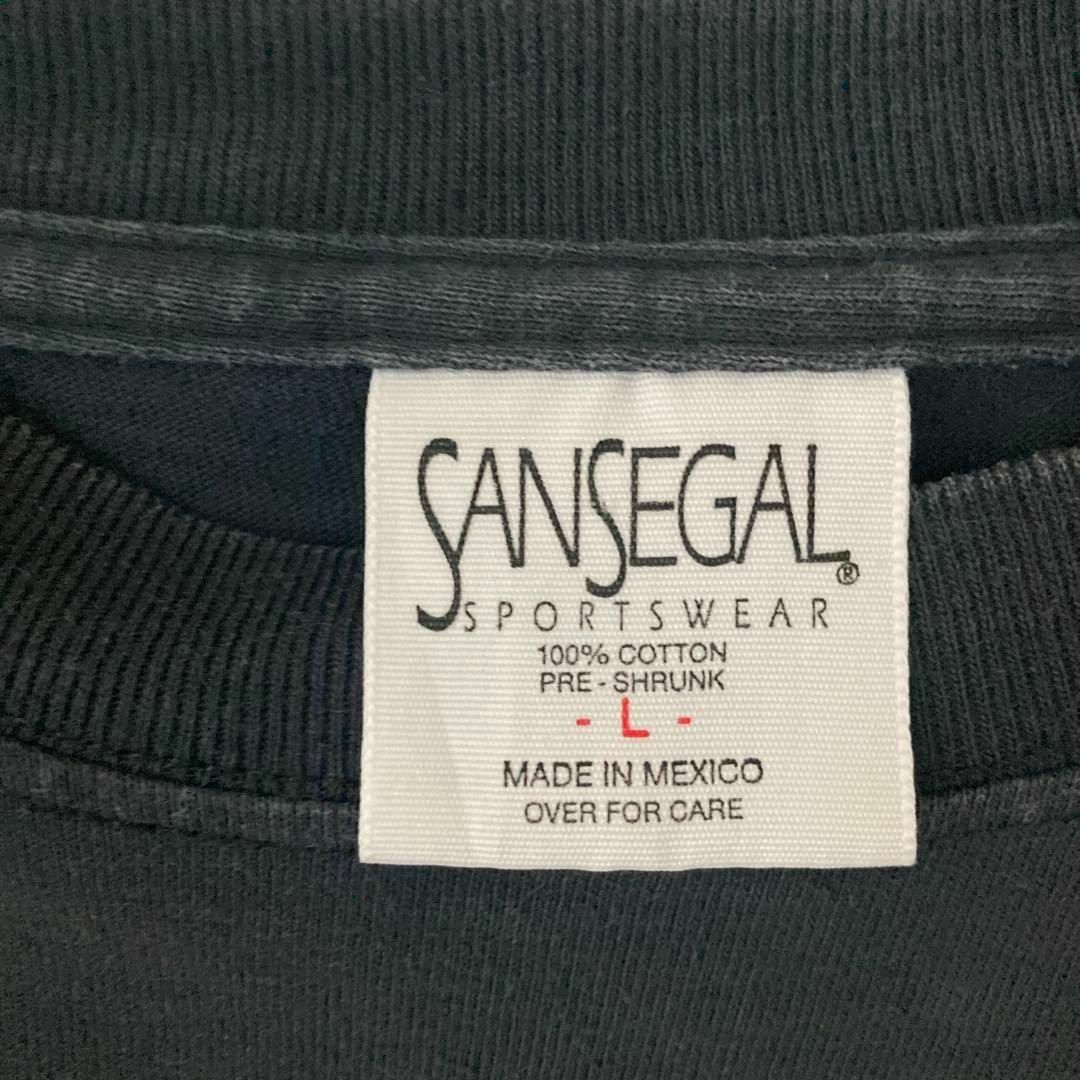 SANSEGAL®
SPORTSWEAR
100% COTTON
PRE-SHRUNK
- L -
MADE IN MEXICO
OVER FOR CARE